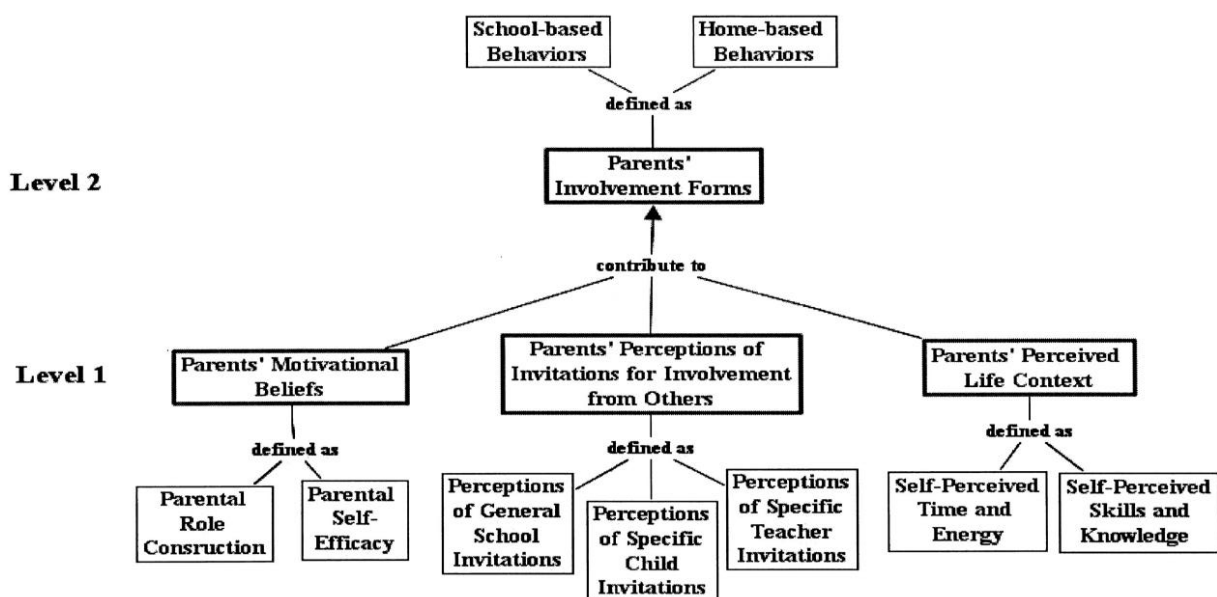 School-based
Behaviors
Home-based
Behaviors
defined as
Parents'
Involvement Forms
Level 2
contribute to
Level 1
Parents' Motivational
Beliefs
Parents' Perceptions of
Invitations for Involvement
from Others
Parents' Perceived
Life Context
defined as
defined as
defined as
Parental
Role
Consruction
Parental
Self-
Efficacy
Perceptions
of General
School
Invitations
Perceptions
of Specific
Child
Invitations
Perceptions
of Specific
Teacher
Invitations
Self-Perceived
Time and
Energy
Self-Perceived
Skills and
Knowledge